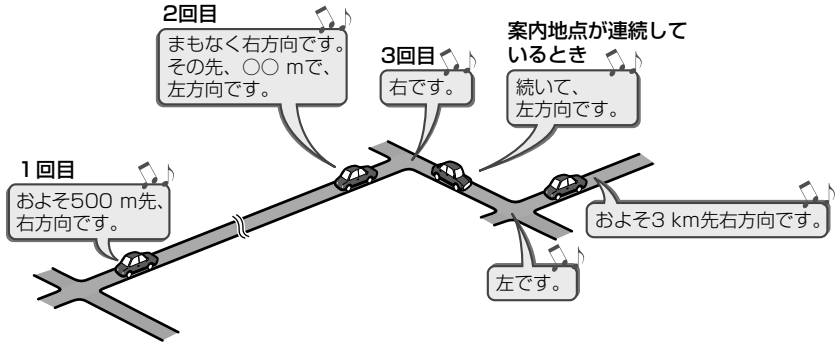 2回目
まもなく右方向です。
その先、○○ mで、
左方向です。
3回目
右です。
案内地点が連続して
いるとき
続いて、
左方向です。
1回目
およそ500 m先、
右方向です。
およそ3 km先右方向です。
左です。